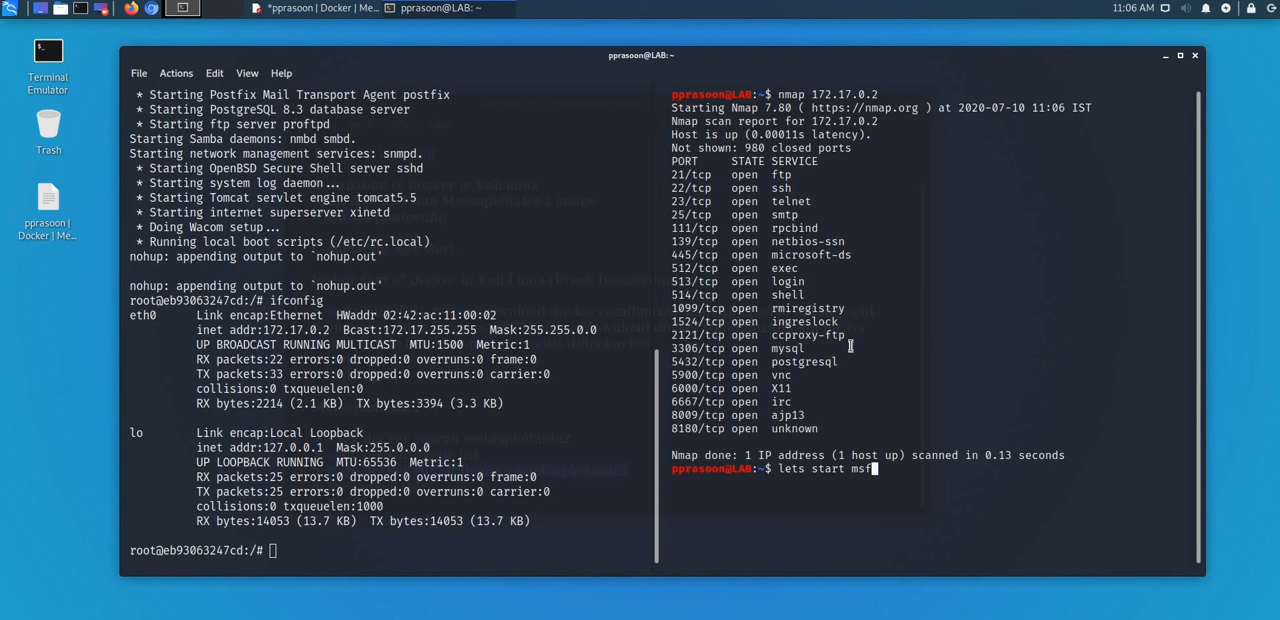 *pprasoon | Docker | Me...
pprasoon@LAB: ~
11:06 AM
pprasoon@LAB:~
File Actions Edit View Help
Terminal
Emulator
Trash
pprasoon |
Docker | Me...
* Starting Postfix Mail Transport Agent postfix
* Starting PostgreSQL 8.3 database server
* Starting ftp server proftpd
Starting Samba daemons: nmbd smbd.
Starting network management services: snmpd.
* Starting OpenBSD Secure Shell server sshd
* Starting system log daemon...
* Starting Tomcat servlet engine tomcat5.5
* Starting internet superserver xinetd
* Doing Wacom setup...
* Running local boot scripts (/etc/rc.local)
nohup: appending output to `nohup.out'
nohup: appending output to `nohup.out'
root@eb93063247cd:/# ifconfig
eth0 Link encap:Ethernet HWaddr 02:42:ac:11:00:02
inet addr:172.17.0.2 Bcast:172.17.255.255 Mask:255.255.0.0
UP BROADCAST RUNNING MULTICAST MTU:1500 Metric:1
RX packets:22 errors:0 dropped:0 overruns:0 frame:0
TX packets:33 errors:0 dropped:0 overruns:0 carrier:0
collisions:0 txqueuelen:0
RX bytes:2214 (2.1 KB) TX bytes:3394 (3.3 KB)
lo Link encap:Local Loopback
inet addr:127.0.0.1 Mask:255.0.0.0
UP LOOPBACK RUNNING MTU:65536 Metric:1
RX packets:25 errors:0 dropped:0 overruns:0 frame:0
TX packets:25 errors:0 dropped:0 overruns:0 carrier:0
collisions:0 txqueuelen:1000
RX bytes:14053 (13.7 KB) TX bytes:14053 (13.7 KB)
root@eb93063247cd:/#
pprasoon@LAB:~$ nmap 172.17.0.2
Starting Nmap 7.80 ( https://nmap.org ) at 2020-07-10 11:06 IST
Nmap scan report for 172.17.0.2
Host is up (0.00011s latency).
Not shown: 980 closed ports
PORT STATE SERVICE
21/tcp open ftp
22/tcp open ssh
23/tcp open telnet
25/tcp open smtp
111/tcp open rpcbind
139/tcp open netbios-ssn
445/tcp open microsoft-ds
512/tcp open exec
513/tcp open login
514/tcp open shell
1099/tcp open rmiregistry
1524/tcp open ingreslock
2121/tcp open ccproxy-ftp
3306/tcp open mysql
5432/tcp open postgresql
5900/tcp open vnc
6000/tcp open X11
6667/tcp open irc
8009/tcp open ajp13
8180/tcp open unknown
Nmap done: 1 IP address (1 host up) scanned in 0.13 seconds
pprasoon@LAB:~$ lets start msf